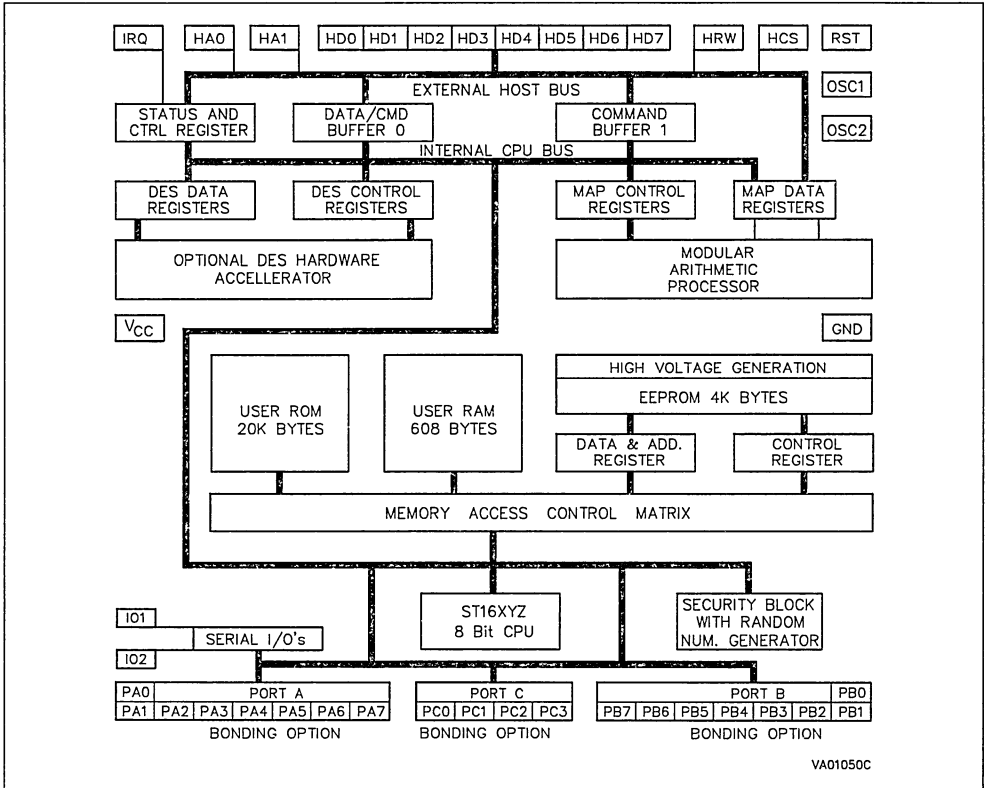 IRQ HA0 HA1 HD0 HD1 HD2 HD3 HD4 HD5 HD6 HD7 HRW HCS RST
EXTERNAL HOST BUS
OSC1
STATUS AND
CTRL REGISTER
DATA/CMD
BUFFER 0
COMMAND
BUFFER 1
OSC2
INTERNAL CPU BUS
DES DATA
REGISTERS
DES CONTROL
REGISTERS
MAP CONTROL
REGISTERS
MAP DATA
REGISTERS
OPTIONAL DES HARDWARE
ACCELLERATOR
MODULAR
ARITHMETIC
PROCESSOR
VCC
GND
USER ROM
20K BYTES
USER RAM
608 BYTES
HIGH VOLTAGE GENERATION
EEPROM 4K BYTES
DATA & ADD.
REGISTER
CONTROL
REGISTER
MEMORY ACCESS CONTROL MATRIX
ST16XYZ
8 Bit CPU
SECURITY BLOCK
WITH RANDOM
NUM. GENERATOR
IO1
SERIAL I/O's
IO2
PA0 PORT A
PA1 PA2 PA3 PA4 PA5 PA6 PA7
BONDING OPTION
PORT C
PC0 PC1 PC2 PC3
BONDING OPTION
PORT B PB0
PB7 PB6 PB5 PB4 PB3 PB2 PB1
BONDING OPTION
VA01050C